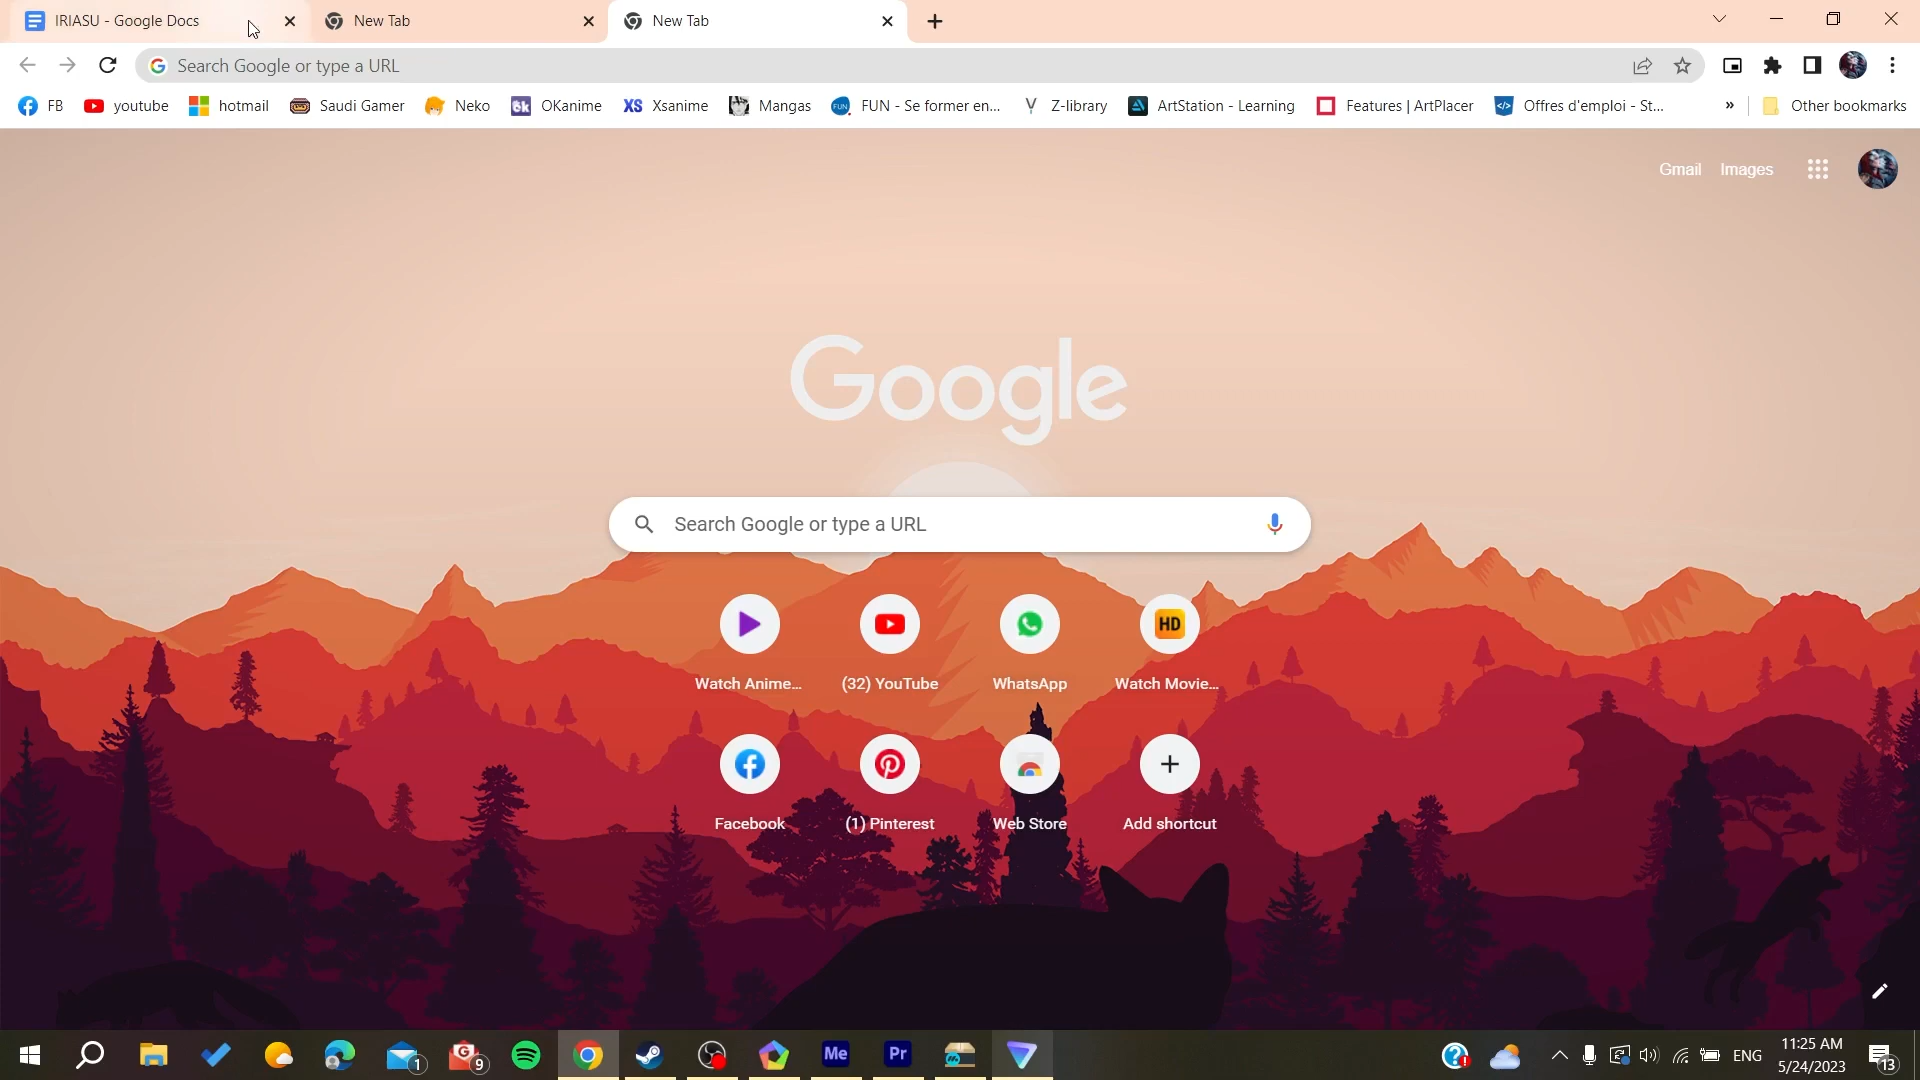 IRIASU - Google Docs
New Tab
New Tab
Search Google or type a URL
FB
youtube
hotmail
Saudi Gamer
Neko
OKanime
Xsanime
Mangas
FUN - Se former en...
Z-library
ArtStation - Learning
Features | ArtPlacer
Offres d'emploi - St...
»
Other bookmarks
Gmail
Images
Google
Search Google or type a URL
Watch Anime...
(32) YouTube
WhatsApp
HD
Watch Movie...
Facebook
(1) Pinterest
Web Store
Add shortcut
1
9
Me
Pr
ENG
11:25 AM
5/24/2023
13